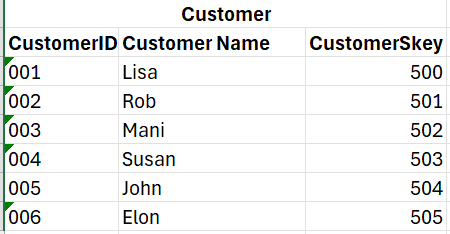 Customer
CustomerID Customer Name CustomerSkey
001 Lisa 500
002 Rob 501
003 Mani 502
004 Susan 503
005 John 504
006 Elon 505